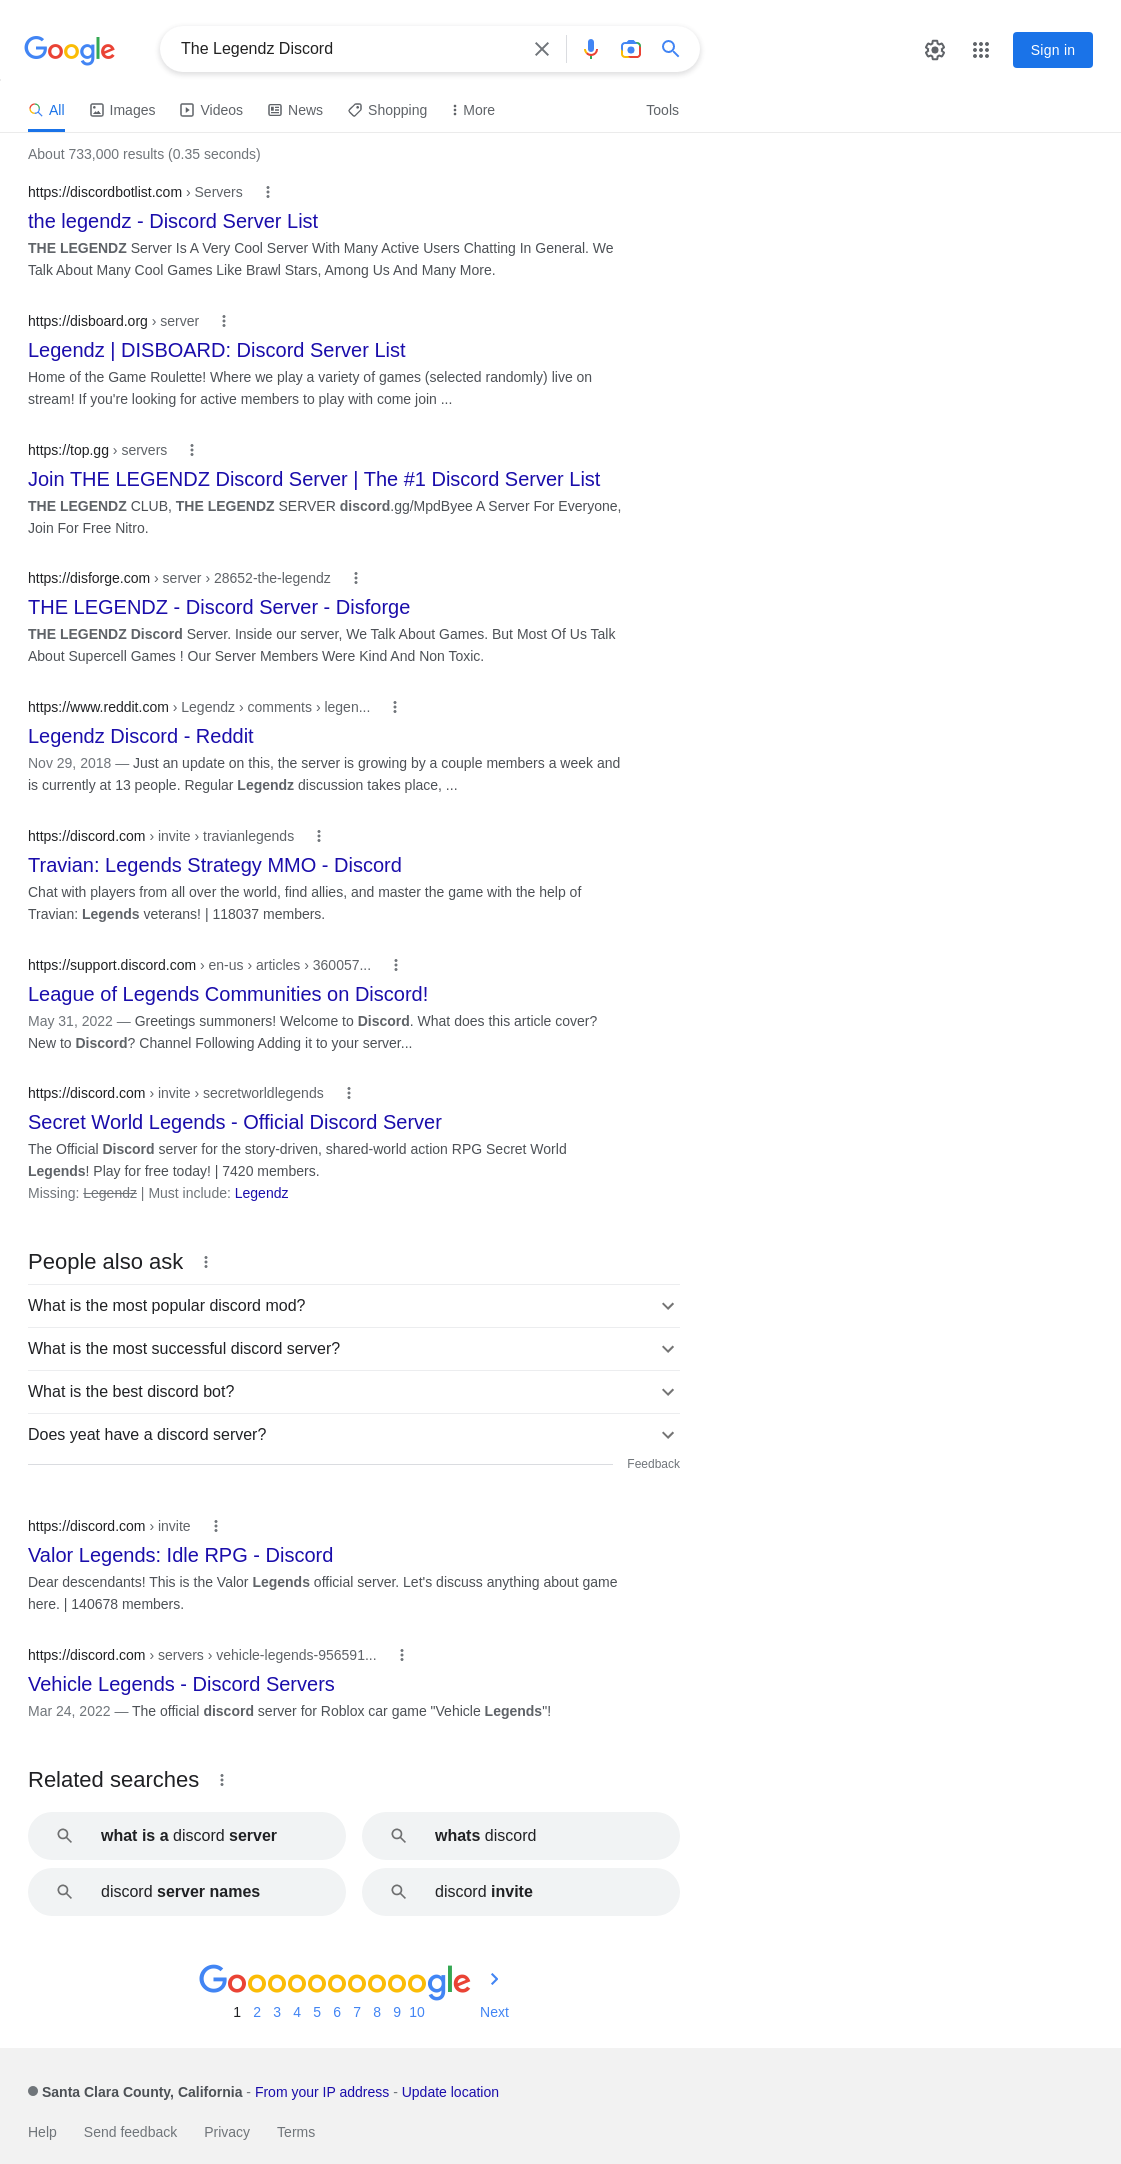 Google
The Legendz Discord
Sign in
All Images Videos News Shopping More Tools
About 733,000 results (0.35 seconds)
https://discordbotlist.com › Servers
the legendz - Discord Server List
THE LEGENDZ Server Is A Very Cool Server With Many Active Users Chatting In General. We
Talk About Many Cool Games Like Brawl Stars, Among Us And Many More.
https://disboard.org › server
Legendz | DISBOARD: Discord Server List
Home of the Game Roulette! Where we play a variety of games (selected randomly) live on
stream! If you're looking for active members to play with come join ...
https://top.gg › servers
Join THE LEGENDZ Discord Server | The #1 Discord Server List
THE LEGENDZ CLUB, THE LEGENDZ SERVER discord.gg/MpdByee A Server For Everyone,
Join For Free Nitro.
https://disforge.com › server › 28652-the-legendz
THE LEGENDZ - Discord Server - Disforge
THE LEGENDZ Discord Server. Inside our server, We Talk About Games. But Most Of Us Talk
About Supercell Games ! Our Server Members Were Kind And Non Toxic.
https://www.reddit.com › Legendz › comments › legen...
Legendz Discord - Reddit
Nov 29, 2018 — Just an update on this, the server is growing by a couple members a week and
is currently at 13 people. Regular Legendz discussion takes place, ...
https://discord.com › invite › travianlegends
Travian: Legends Strategy MMO - Discord
Chat with players from all over the world, find allies, and master the game with the help of
Travian: Legends veterans! | 118037 members.
https://support.discord.com › en-us › articles › 360057...
League of Legends Communities on Discord!
May 31, 2022 — Greetings summoners! Welcome to Discord. What does this article cover?
New to Discord? Channel Following Adding it to your server...
https://discord.com › invite › secretworldlegends
Secret World Legends - Official Discord Server
The Official Discord server for the story-driven, shared-world action RPG Secret World
Legends! Play for free today! | 7420 members.
Missing: Legendz | Must include: Legendz
People also ask
What is the most popular discord mod?
What is the most successful discord server?
What is the best discord bot?
Does yeat have a discord server?
Feedback
https://discord.com › invite
Valor Legends: Idle RPG - Discord
Dear descendants! This is the Valor Legends official server. Let's discuss anything about game
here. | 140678 members.
https://discord.com › servers › vehicle-legends-956591...
Vehicle Legends - Discord Servers
Mar 24, 2022 — The official discord server for Roblox car game "Vehicle Legends"!
Related searches
what is a discord server
whats discord
discord server names
discord invite
Goooooooooogle
1 2 3 4 5 6 7 8 9 10 Next
Santa Clara County, California - From your IP address - Update location
Help Send feedback Privacy Terms